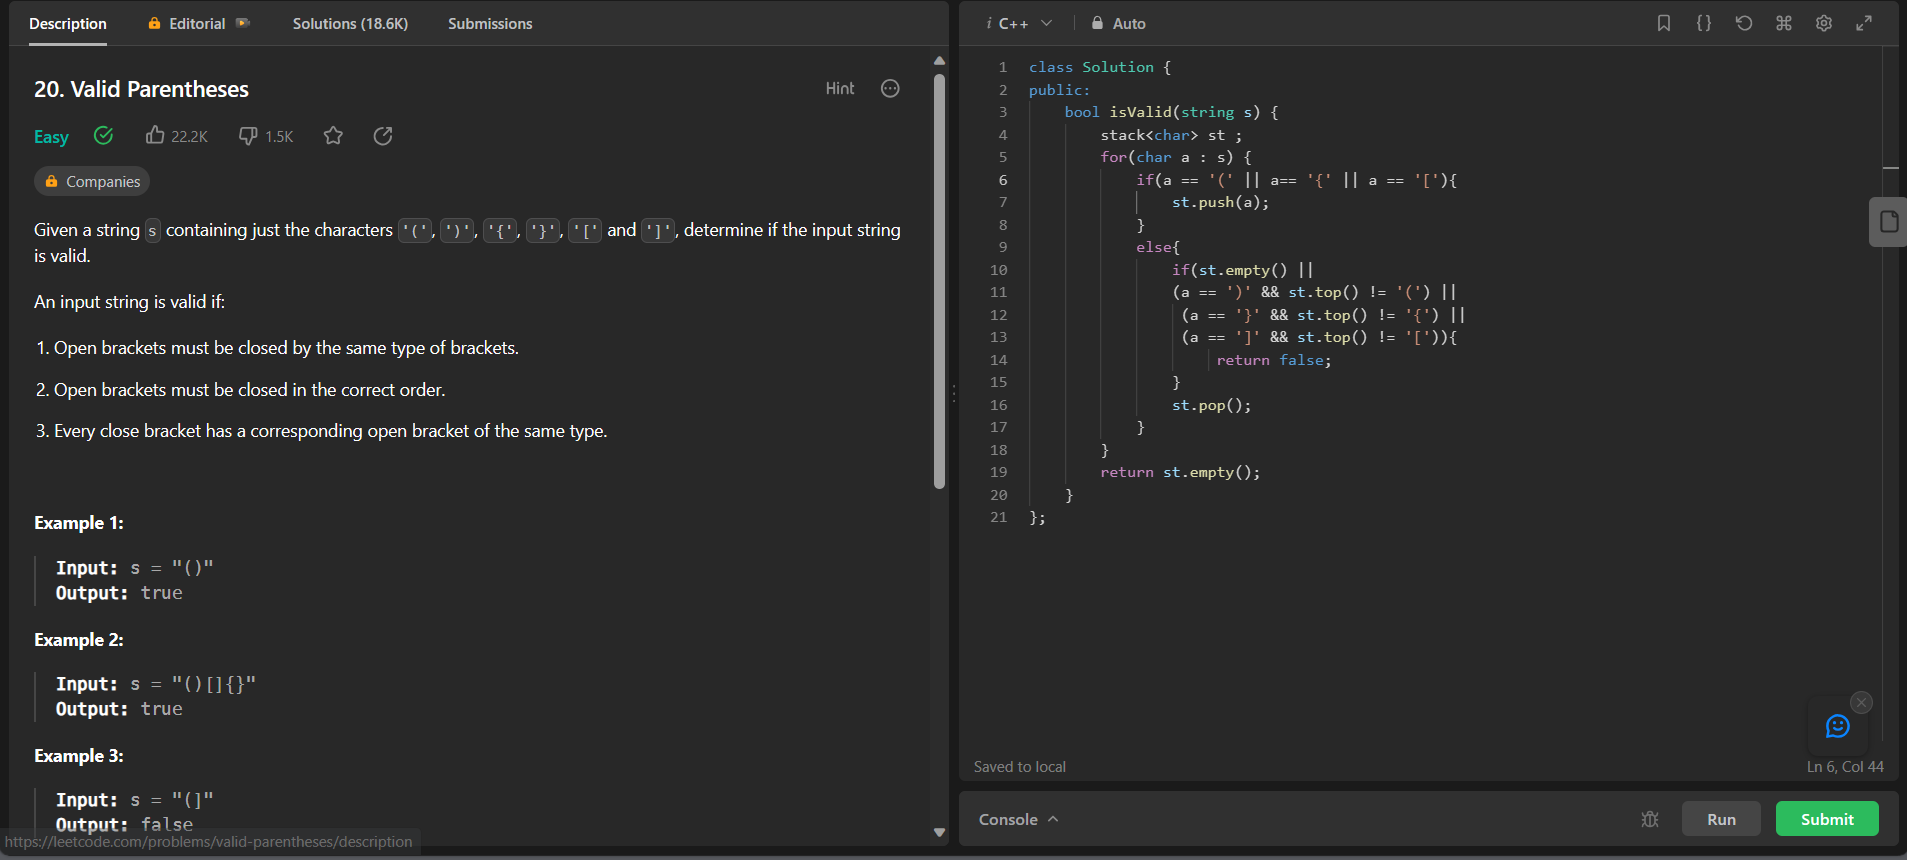 Description
Editorial
Solutions (18.6K)
Submissions
20. Valid Parentheses
Hint
Easy
22.2K
1.5K
Companies
Given a string s containing just the characters '(', ')', '{', '}', '[' and ']', determine if the input string
is valid.
An input string is valid if:
1. Open brackets must be closed by the same type of brackets.
2. Open brackets must be closed in the correct order.
3. Every close bracket has a corresponding open bracket of the same type.
Example 1:
Input: s = "()"
Output: true
Example 2:
Input: s = "()[]{}"
Output: true
Example 3:
Input: s = "(]"
Output: false
https://leetcode.com/problems/valid-parentheses/description
i C++
Auto
1 class Solution {
2 public:
3 bool isValid(string s) {
4 stack<char> st ;
5 for(char a : s) {
6 if(a == '(' || a== '{' || a == '['){
7 st.push(a);
8 }
9 else{
10 if(st.empty() ||
11 (a == ')' && st.top() != '(') ||
12 (a == '}' && st.top() != '{') ||
13 (a == ']' && st.top() != '[')){
14 return false;
15 }
16 st.pop();
17 }
18 }
19 return st.empty();
20 }
21 };
Saved to local
Ln 6, Col 44
Console
Run
Submit